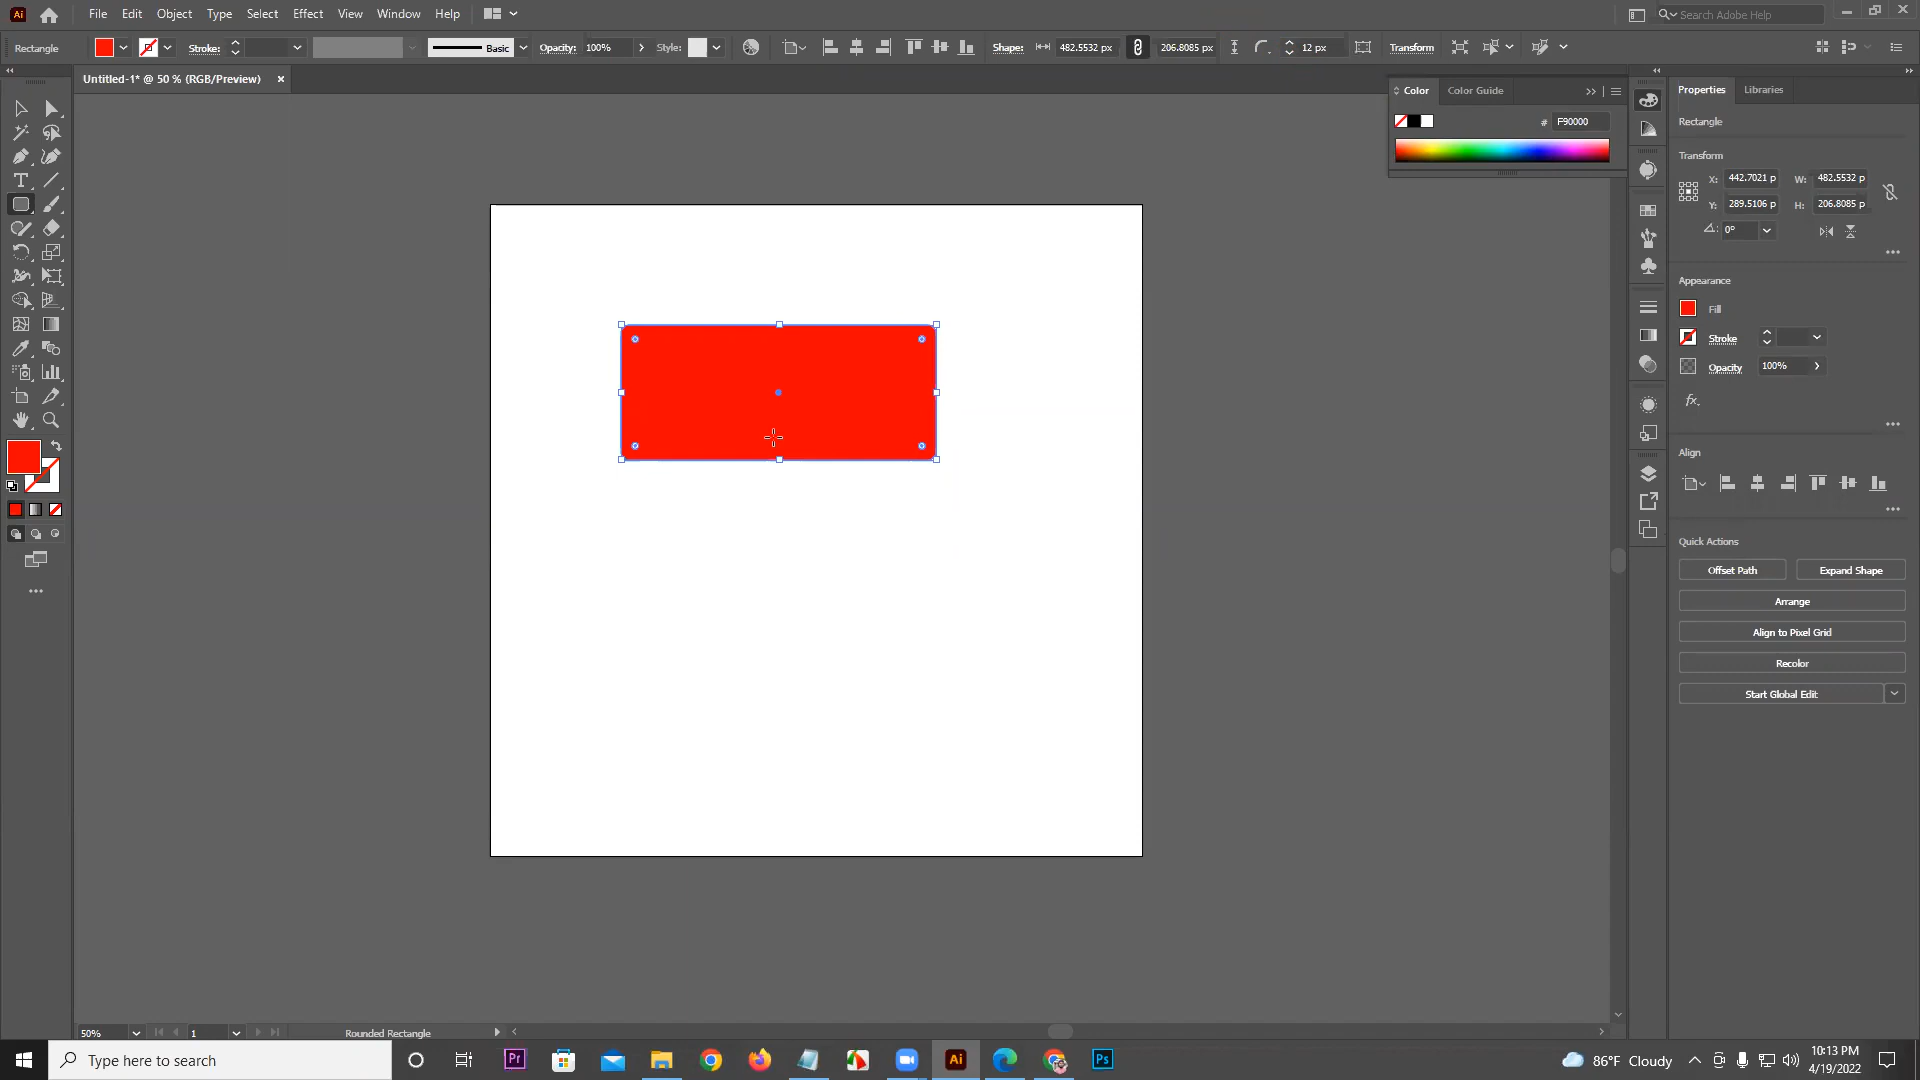 Ai File Edit Object Type Select Effect View Window Help Search Adobe Help
Rectangle Stroke: Basic Opacity: 100% Style: Shape: 482.5532 px 206.8085 px 12 px Transform
Untitled-1* @ 50 % (RGB/Preview) ×
Color Color Guide
# F90000
Properties Libraries
Rectangle
Transform
X: 442.7021 p W: 482.5532 p
Y: 289.5106 p H: 206.8085 p
0°
Appearance
Fill
Stroke
Opacity 100%
fx.
Align
Quick Actions
Offset Path Expand Shape
Arrange
Align to Pixel Grid
Recolor
Start Global Edit
50% 1 Rounded Rectangle
Type here to search Pr Ai Ps 86°F Cloudy
10:13 PM
4/19/2022